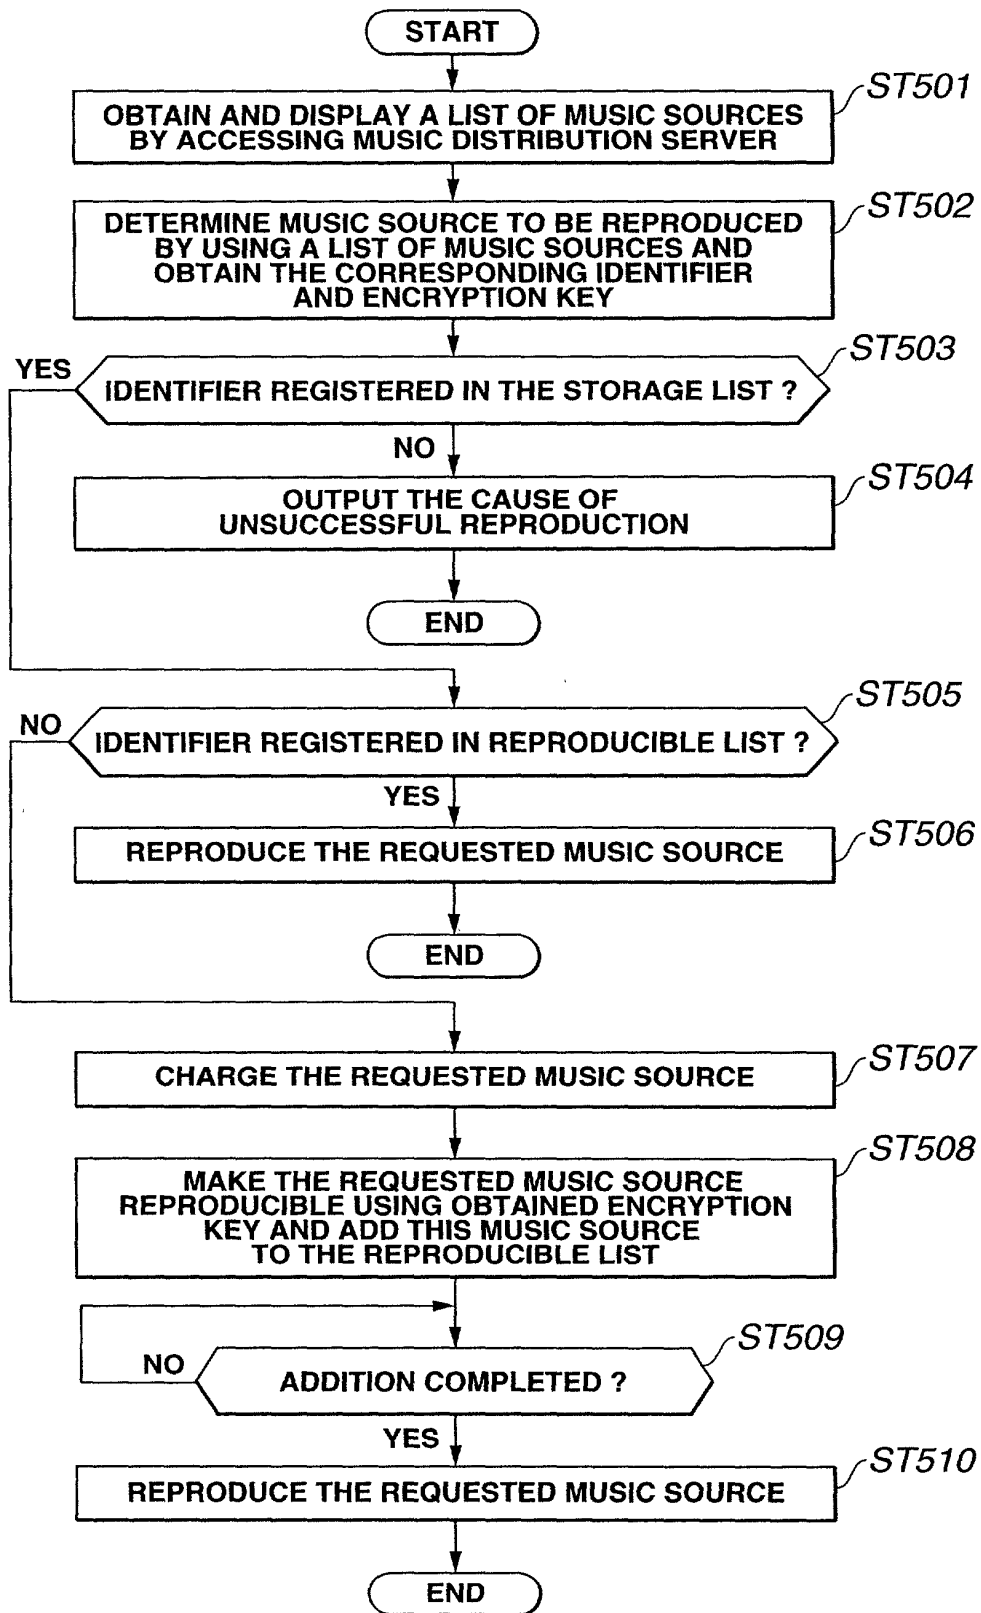 START
ST501
OBTAIN AND DISPLAY A LIST OF MUSIC SOURCES
BY ACCESSING MUSIC DISTRIBUTION SERVER
ST502
DETERMINE MUSIC SOURCE TO BE REPRODUCED
BY USING A LIST OF MUSIC SOURCES AND
OBTAIN THE CORRESPONDING IDENTIFIER
AND ENCRYPTION KEY
ST503
YES
IDENTIFIER REGISTERED IN THE STORAGE LIST ?
NO
ST504
OUTPUT THE CAUSE OF
UNSUCCESSFUL REPRODUCTION
END
ST505
NO
IDENTIFIER REGISTERED IN REPRODUCIBLE LIST ?
YES
ST506
REPRODUCE THE REQUESTED MUSIC SOURCE
END
ST507
CHARGE THE REQUESTED MUSIC SOURCE
ST508
MAKE THE REQUESTED MUSIC SOURCE
REPRODUCIBLE USING OBTAINED ENCRYPTION
KEY AND ADD THIS MUSIC SOURCE
TO THE REPRODUCIBLE LIST
ST509
NO
ADDITION COMPLETED ?
YES
ST510
REPRODUCE THE REQUESTED MUSIC SOURCE
END